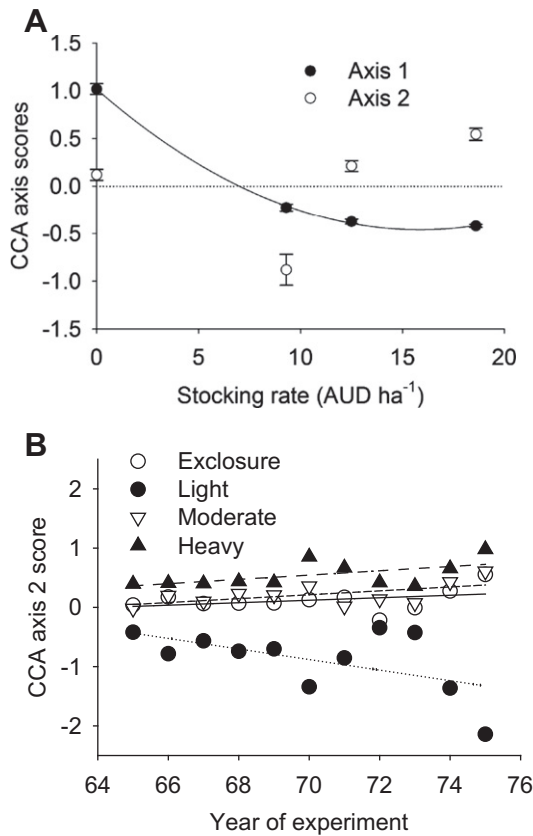 A
1.5
1.0
0.5
0.0
-0.5
-1.0
-1.5
CCA axis scores
Axis 1
Axis 2
0 5 10 15 20
Stocking rate (AUD ha-1)
B
2
1
0
-1
-2
CCA axis 2 score
Exclosure
Light
Moderate
Heavy
64 66 68 70 72 74 76
Year of experiment